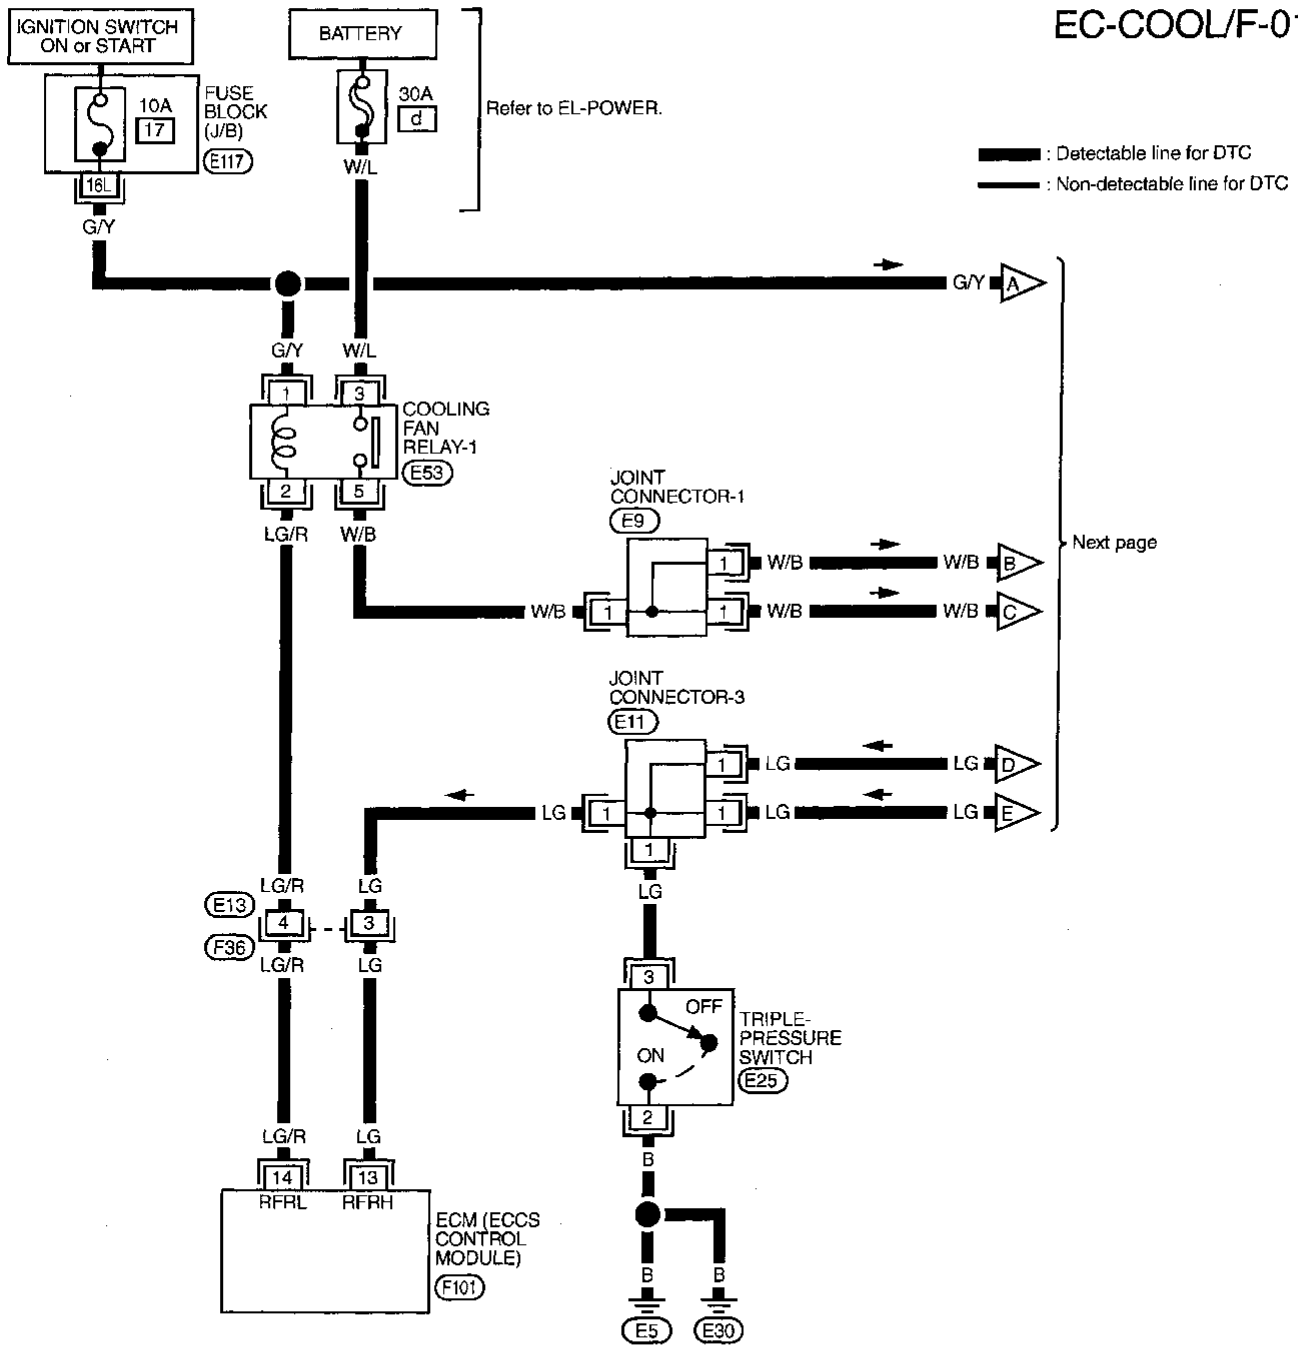 EC-COOL/F-01
IGNITION SWITCH
ON or START
BATTERY
10A
17
FUSE
BLOCK
(J/B)
E117
30A
d
Refer to EL-POWER.
: Detectable line for DTC
: Non-detectable line for DTC
16L
G/Y
W/L
G/Y
A
G/Y
W/L
1
3
COOLING
FAN
RELAY-1
E53
2
5
LG/R
W/B
JOINT
CONNECTOR-1
E9
1
W/B
W/B
B
Next page
W/B
1
1
W/B
W/B
C
JOINT
CONNECTOR-3
E11
1
LG
LG
D
LG
1
1
LG
LG
E
1
LG
LG/R
LG
E13
4
3
F36
LG/R
LG
3
OFF
ON
TRIPLE-
PRESSURE
SWITCH
E25
2
B
LG/R
LG
14
13
RFRL
RFRH
ECM (ECCS
CONTROL
MODULE)
F101
B
B
E5
E30